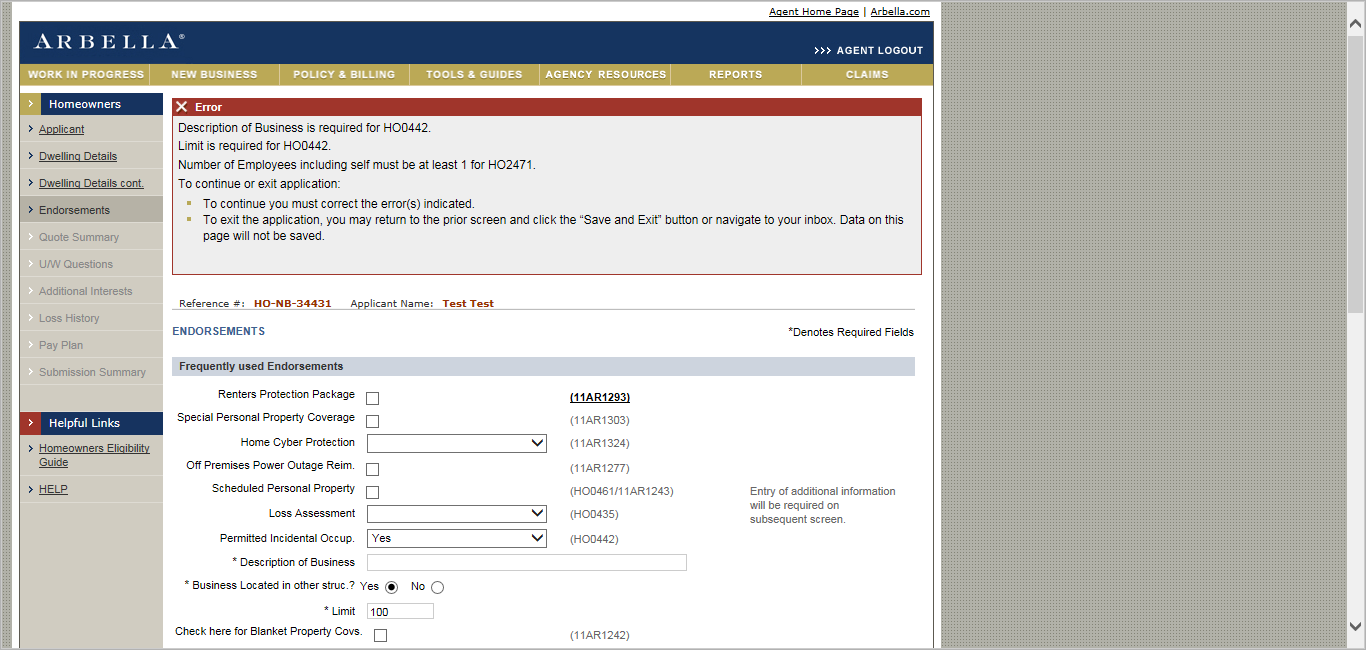 Agent Home Page | Arbella.com
ARBELLA®
>>> AGENT LOGOUT
WORK IN PROGRESS NEW BUSINESS POLICY & BILLING TOOLS & GUIDES AGENCY RESOURCES REPORTS CLAIMS
Homeowners
Applicant
Dwelling Details
Dwelling Details cont.
Endorsements
Quote Summary
U/W Questions
Additional Interests
Loss History
Pay Plan
Submission Summary
Helpful Links
Homeowners Eligibility
Guide
HELP
Error
Description of Business is required for HO0442.
Limit is required for HO0442.
Number of Employees including self must be at least 1 for HO2471.
To continue or exit application:
To continue you must correct the error(s) indicated.
To exit the application, you may return to the prior screen and click the “Save and Exit” button or navigate to your inbox. Data on this
page will not be saved.
Reference #: HO-NB-34431 Applicant Name: Test Test
ENDORSEMENTS *Denotes Required Fields
Frequently used Endorsements
Renters Protection Package (11AR1293)
Special Personal Property Coverage (11AR1303)
Home Cyber Protection (11AR1324)
Off Premises Power Outage Reim. (11AR1277)
Scheduled Personal Property (HO0461/11AR1243) Entry of additional information
will be required on
subsequent screen.
Loss Assessment (HO0435)
Permitted Incidental Occup. Yes (HO0442)
* Description of Business
* Business Located in other struc.? Yes No
* Limit 100
Check here for Blanket Property Covs. (11AR1242)